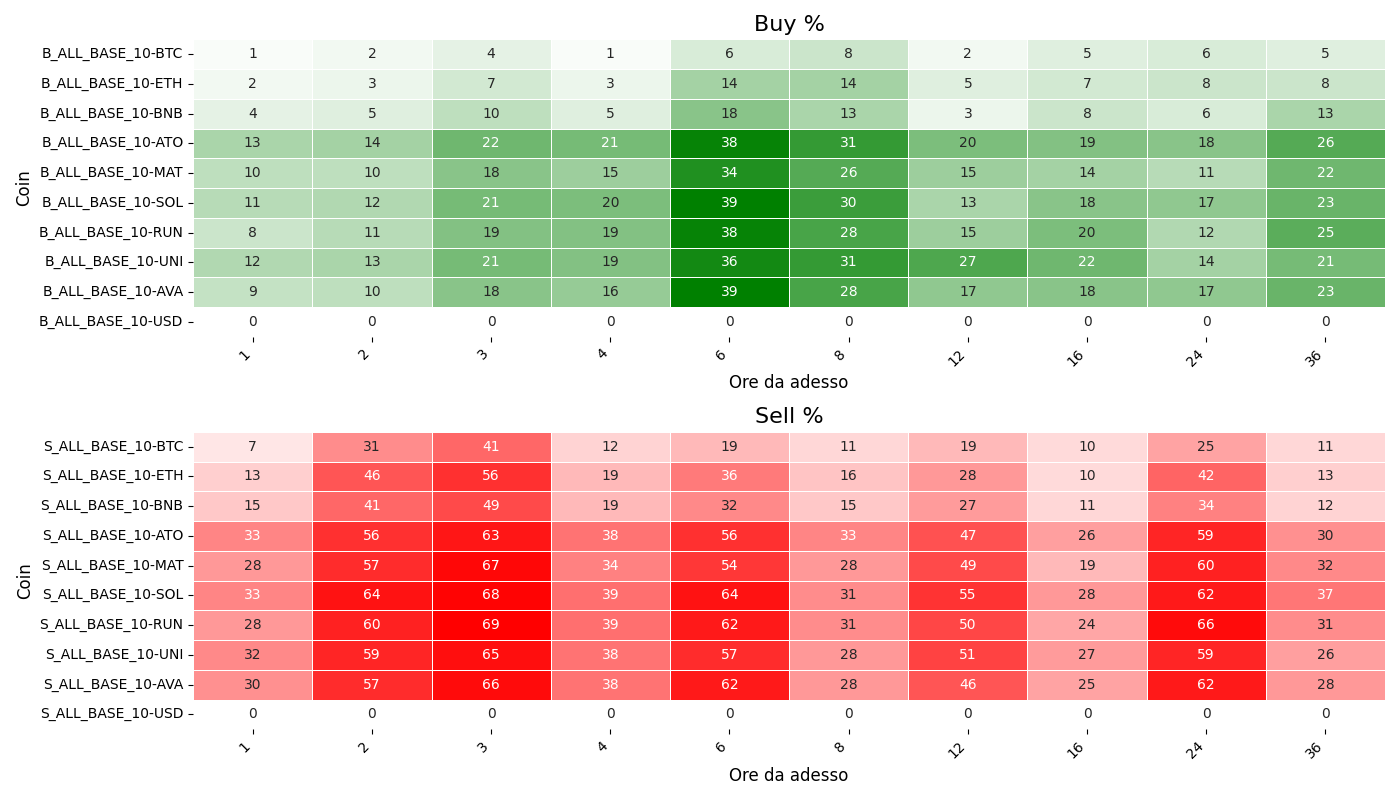 Buy %
Coin
B_ALL_BASE_10-BTC 1 2 4 1 6 8 2 5 6 5
B_ALL_BASE_10-ETH 2 3 7 3 14 14 5 7 8 8
B_ALL_BASE_10-BNB 4 5 10 5 18 13 3 8 6 13
B_ALL_BASE_10-ATO 13 14 22 21 38 31 20 19 18 26
B_ALL_BASE_10-MAT 10 10 18 15 34 26 15 14 11 22
B_ALL_BASE_10-SOL 11 12 21 20 39 30 13 18 17 23
B_ALL_BASE_10-RUN 8 11 19 19 38 28 15 20 12 25
B_ALL_BASE_10-UNI 12 13 21 19 36 31 27 22 14 21
B_ALL_BASE_10-AVA 9 10 18 16 39 28 17 18 17 23
B_ALL_BASE_10-USD 0 0 0 0 0 0 0 0 0 0
1 2 3 4 6 8 12 16 24 36
Ore da adesso
Sell %
Coin
S_ALL_BASE_10-BTC 7 31 41 12 19 11 19 10 25 11
S_ALL_BASE_10-ETH 13 46 56 19 36 16 28 10 42 13
S_ALL_BASE_10-BNB 15 41 49 19 32 15 27 11 34 12
S_ALL_BASE_10-ATO 33 56 63 38 56 33 47 26 59 30
S_ALL_BASE_10-MAT 28 57 67 34 54 28 49 19 60 32
S_ALL_BASE_10-SOL 33 64 68 39 64 31 55 28 62 37
S_ALL_BASE_10-RUN 28 60 69 39 62 31 50 24 66 31
S_ALL_BASE_10-UNI 32 59 65 38 57 28 51 27 59 26
S_ALL_BASE_10-AVA 30 57 66 38 62 28 46 25 62 28
S_ALL_BASE_10-USD 0 0 0 0 0 0 0 0 0 0
1 2 3 4 6 8 12 16 24 36
Ore da adesso